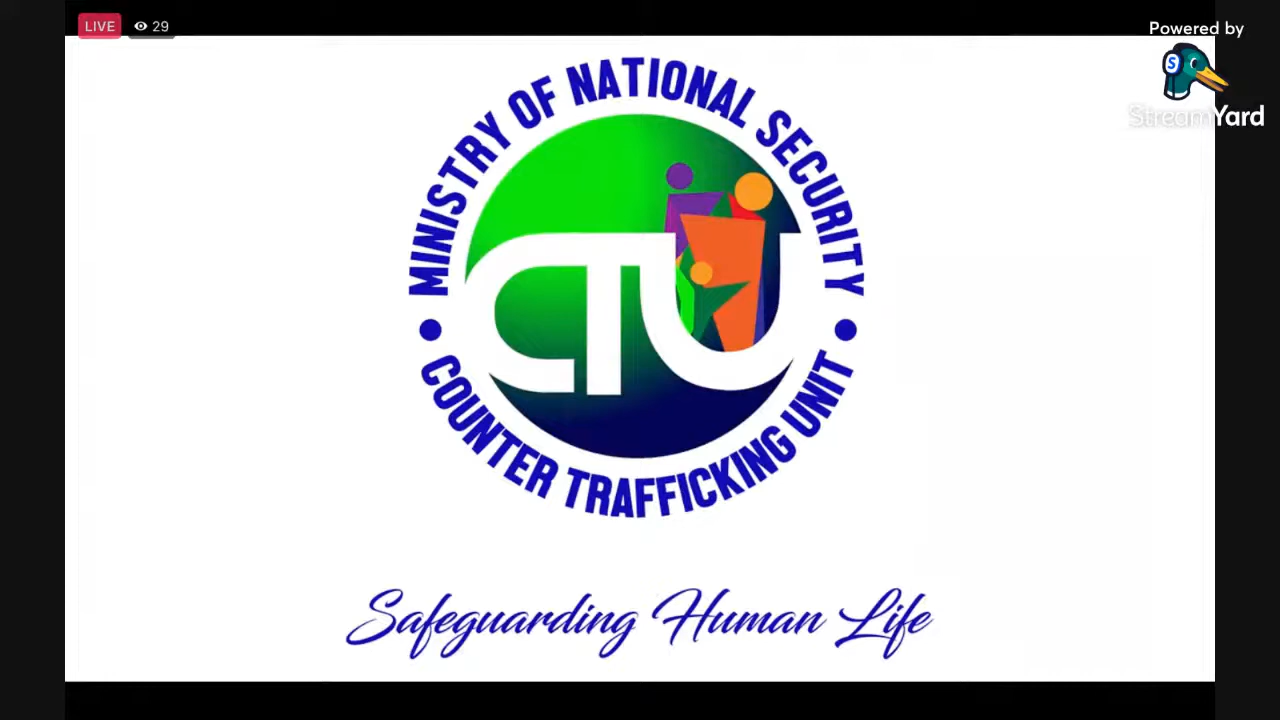 LIVE 29
Powered by
S
StreamYard
MINISTRY OF NATIONAL SECURITY
CTU
• COUNTER TRAFFICKING UNIT •
Safeguarding Human Life